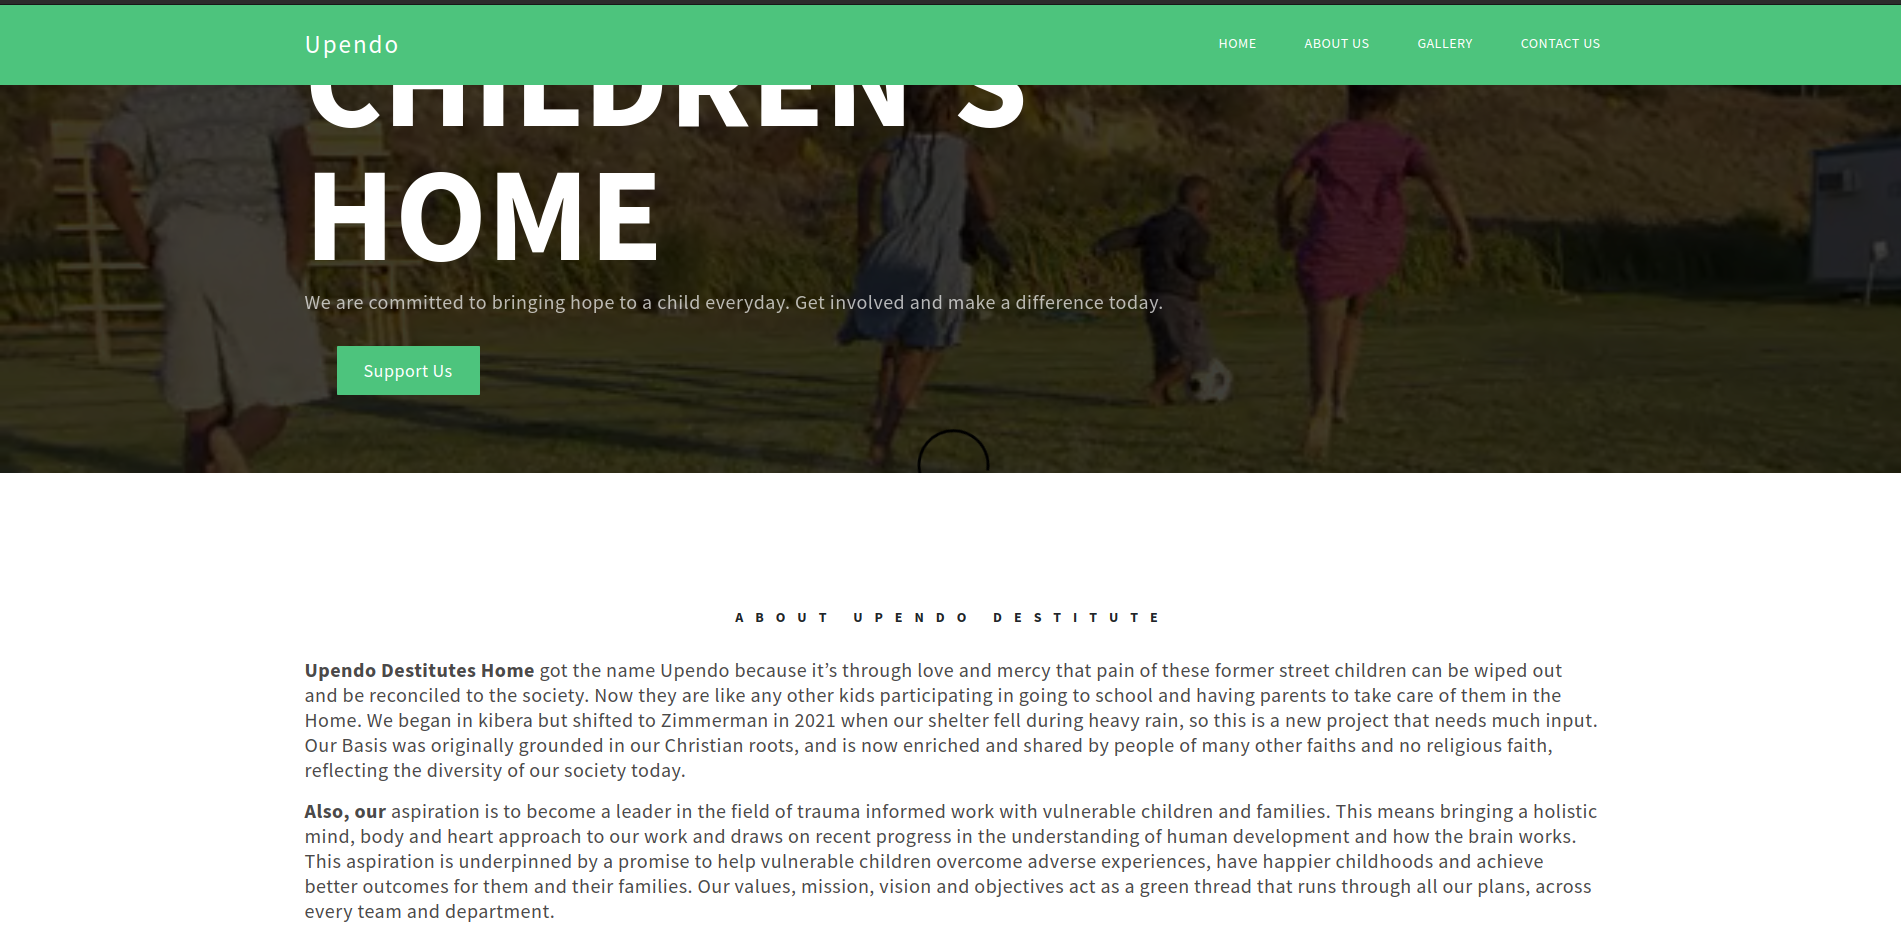 Upendo
HOME ABOUT US GALLERY CONTACT US
CHILDREN'S
HOME
We are committed to bringing hope to a child everyday. Get involved and make a difference today.
Support Us
ABOUT UPENDO DESTITUTE
Upendo Destitutes Home got the name Upendo because it’s through love and mercy that pain of these former street children can be wiped out
and be reconciled to the society. Now they are like any other kids participating in going to school and having parents to take care of them in the
Home. We began in kibera but shifted to Zimmerman in 2021 when our shelter fell during heavy rain, so this is a new project that needs much input.
Our Basis was originally grounded in our Christian roots, and is now enriched and shared by people of many other faiths and no religious faith,
reflecting the diversity of our society today.
Also, our aspiration is to become a leader in the field of trauma informed work with vulnerable children and families. This means bringing a holistic
mind, body and heart approach to our work and draws on recent progress in the understanding of human development and how the brain works.
This aspiration is underpinned by a promise to help vulnerable children overcome adverse experiences, have happier childhoods and achieve
better outcomes for them and their families. Our values, mission, vision and objectives act as a green thread that runs through all our plans, across
every team and department.